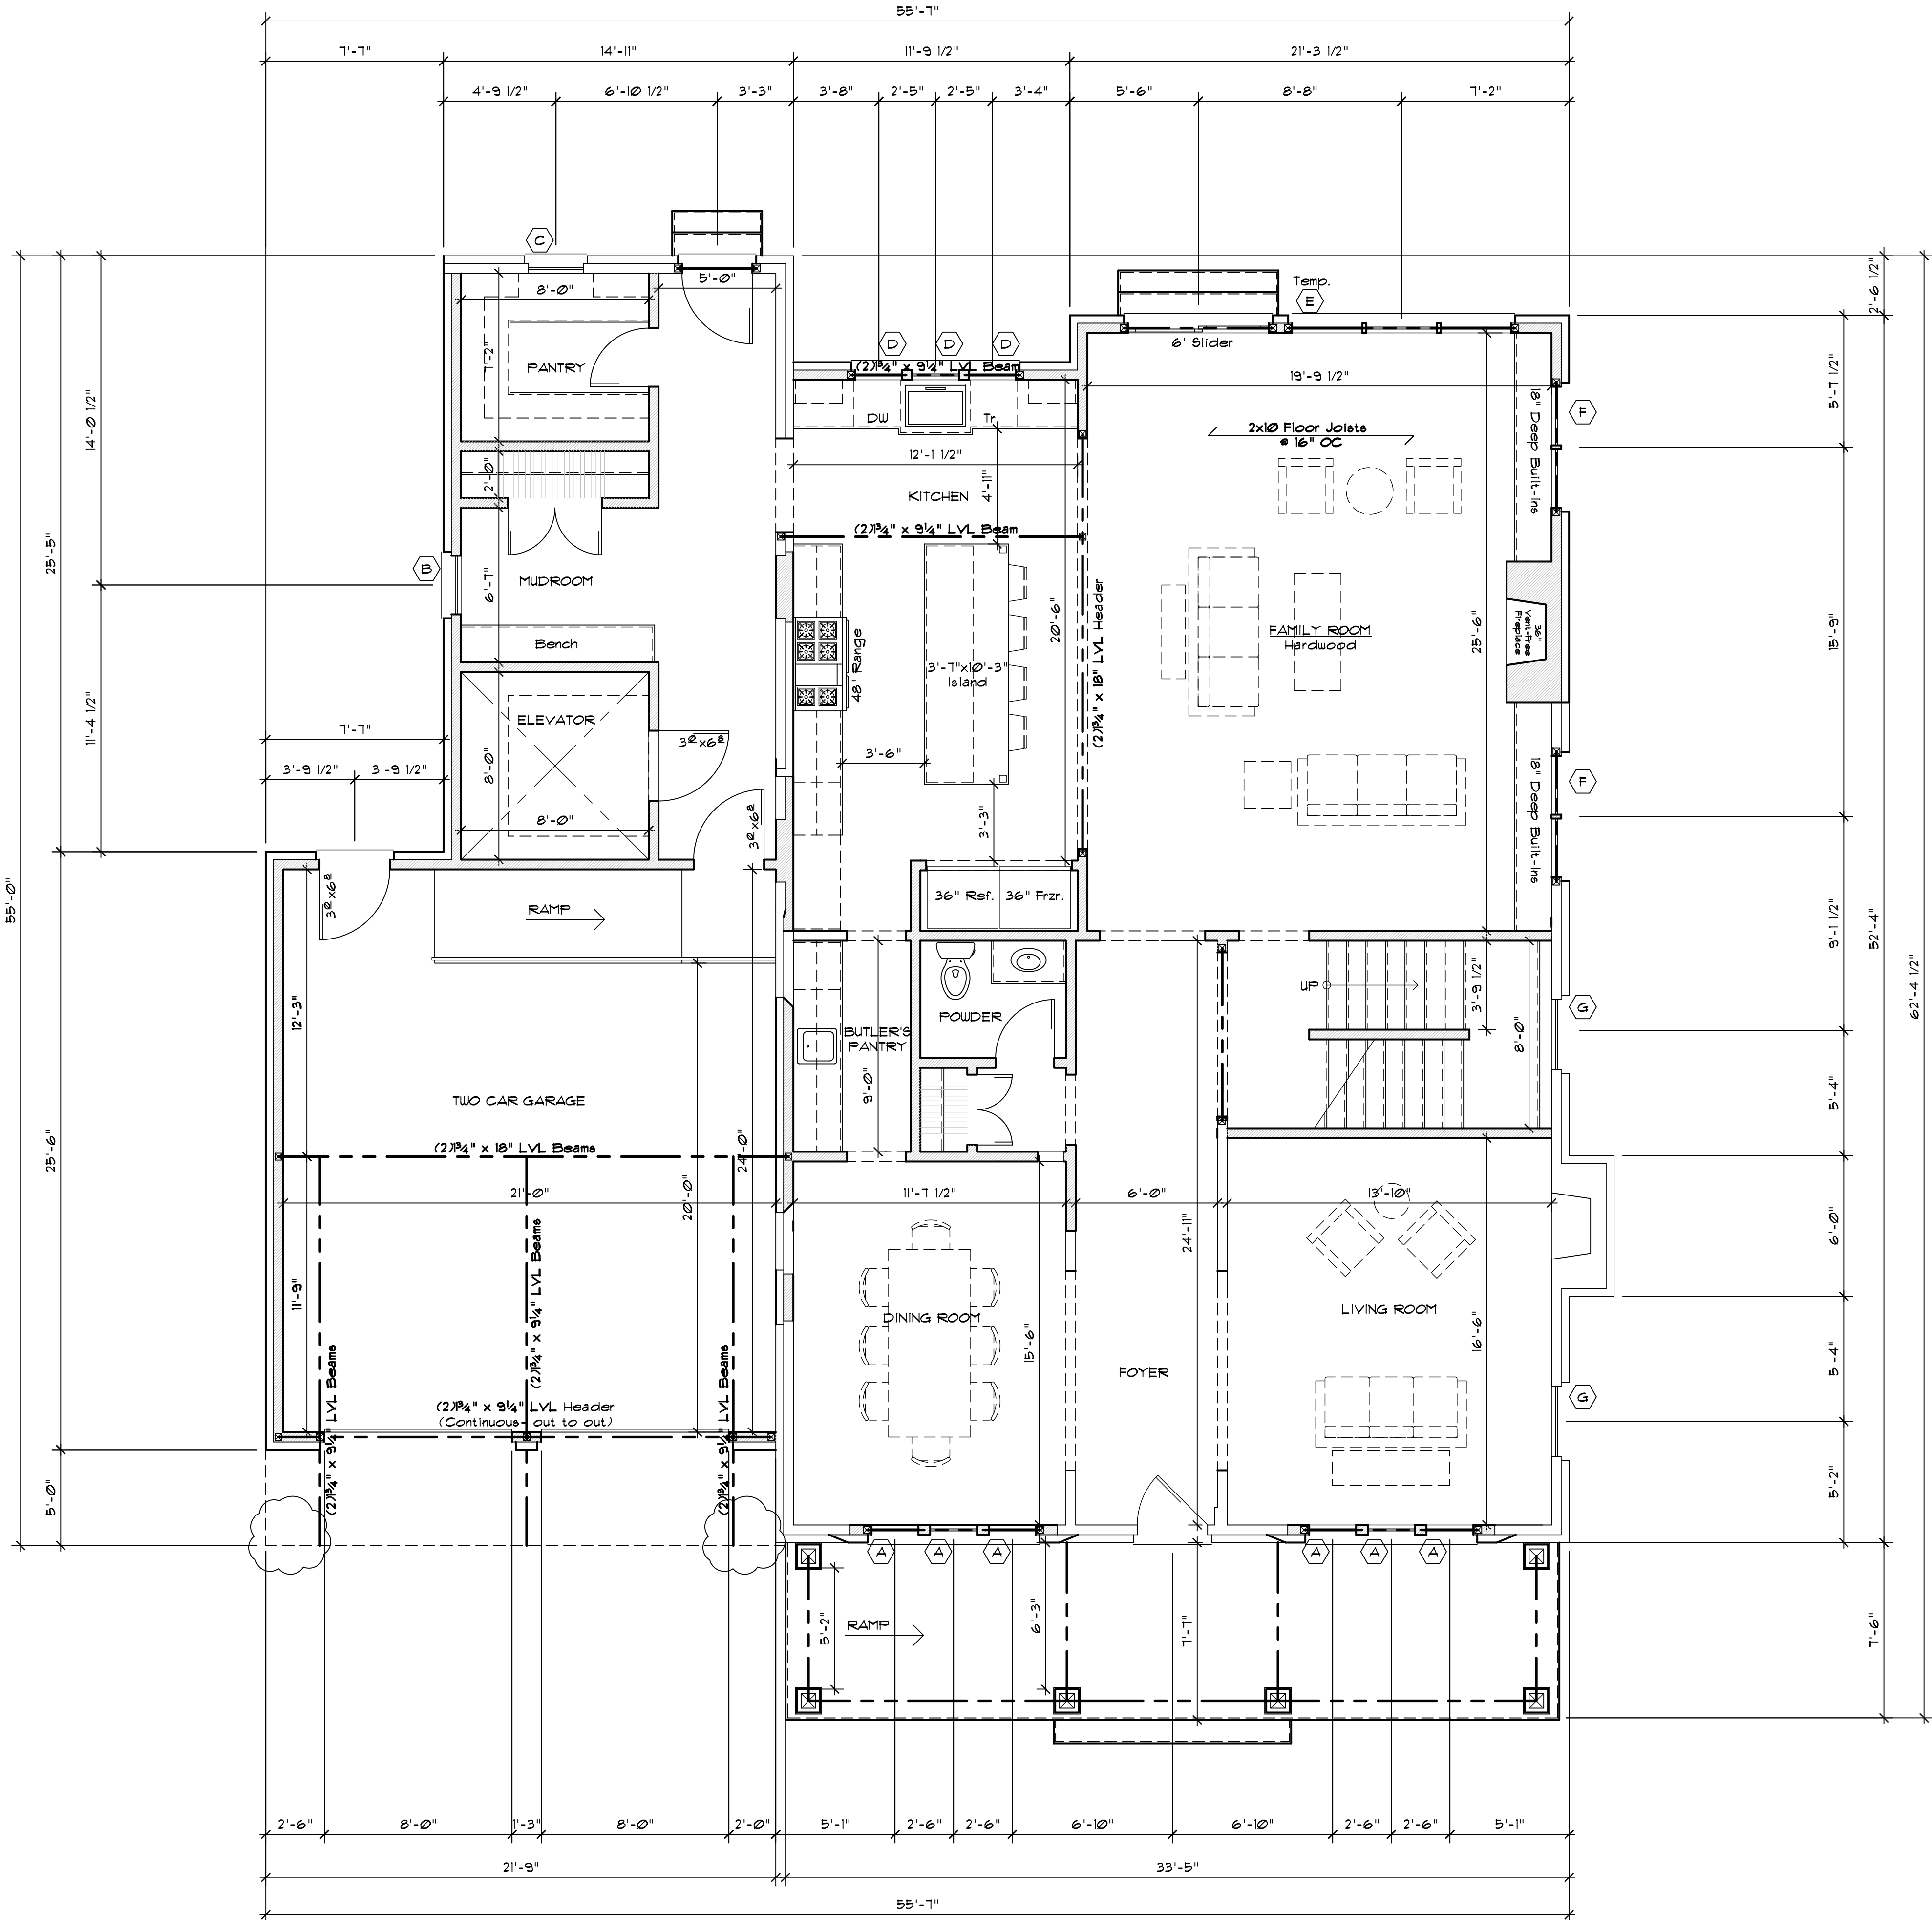 55'-7"
7'-7"
14'-11"
11'-9 1/2"
21'-3 1/2"
4'-9 1/2"
6'-10 1/2"
3'-3"
3'-8"
2'-5"
2'-5"
3'-4"
5'-6"
8'-8"
7'-2"
C
5'-0"
8'-0"
7'-2"
PANTRY
2'-0"
B
6'-7"
MUDROOM
Bench
ELEVATOR
8'-0"
8'-0"
3⁰x6⁸
3⁰x6⁸
3⁰x6⁸
14'-0 1/2"
25'-5"
11'-4 1/2"
7'-7"
3'-9 1/2"
3'-9 1/2"
55'-0"
25'-6"
5'-0"
D
D
D
(2)1¾" x 9¼" LVL Beam
DW
Tr.
12'-1 1/2"
KITCHEN
4'-11"
(2)1¾" x 9¼" LVL Beam
48" Range
3'-7"x10'-3"
Island
20'-6"
3'-6"
3'-3"
(2)1¾" x 18" LVL Header
36" Ref.
36" Frzr.
Temp.
E
6' Slider
19'-9 1/2"
2x10 Floor Joists
@ 16" OC
18" Deep Built-Ins
F
FAMILY ROOM
Hardwood
25'-6"
36"
Vent-Free
Fireplace
18" Deep Built-Ins
F
2'-6 1/2"
5'-7 1/2"
15'-9"
9'-1 1/2"
52'-4"
62'-4 1/2"
5'-4"
6'-0"
5'-4"
5'-2"
7'-6"
RAMP
12'-3"
TWO CAR GARAGE
(2)1¾" x 18" LVL Beams
21'-0"
24'-0"
20'-0"
11'-9"
(2)1¾" x 9¼" LVL Beams
(2)1¾" x 9¼" LVL Beams
(2)1¾" x 9¼" LVL Beams
(2)1¾" x 9¼" LVL Header
(Continuous- out to out)
BUTLER'S
PANTRY
9'-0"
POWDER
UP
3'-9 1/2"
8'-0"
G
11'-7 1/2"
6'-0"
13'-10"
24'-11"
DINING ROOM
15'-6"
FOYER
LIVING ROOM
16'-6"
G
A
A
A
A
A
A
5'-2"
RAMP
6'-3"
7'-7"
2'-6"
8'-0"
1'-3"
8'-0"
2'-0"
5'-1"
2'-6"
2'-6"
6'-10"
6'-10"
2'-6"
2'-6"
5'-1"
21'-9"
33'-5"
55'-7"